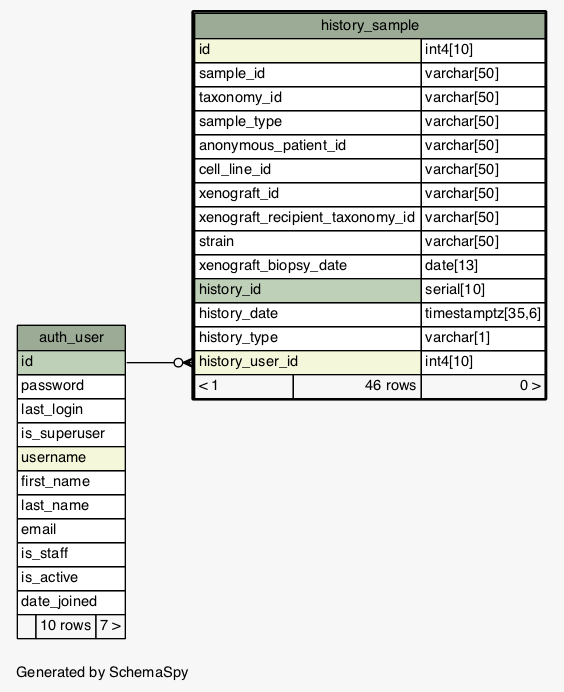 history_sample
id int4[10]
sample_id varchar[50]
taxonomy_id varchar[50]
sample_type varchar[50]
anonymous_patient_id varchar[50]
cell_line_id varchar[50]
xenograft_id varchar[50]
xenograft_recipient_taxonomy_id varchar[50]
strain varchar[50]
xenograft_biopsy_date date[13]
history_id serial[10]
history_date timestamptz[35,6]
history_type varchar[1]
history_user_id int4[10]
< 1 46 rows 0 >
auth_user
id
password
last_login
is_superuser
username
first_name
last_name
email
is_staff
is_active
date_joined
10 rows 7 >
Generated by SchemaSpy